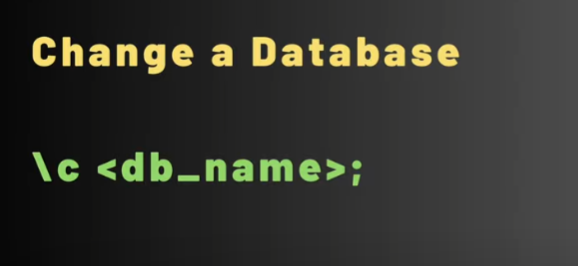 Change a Database
\c <db_name>;